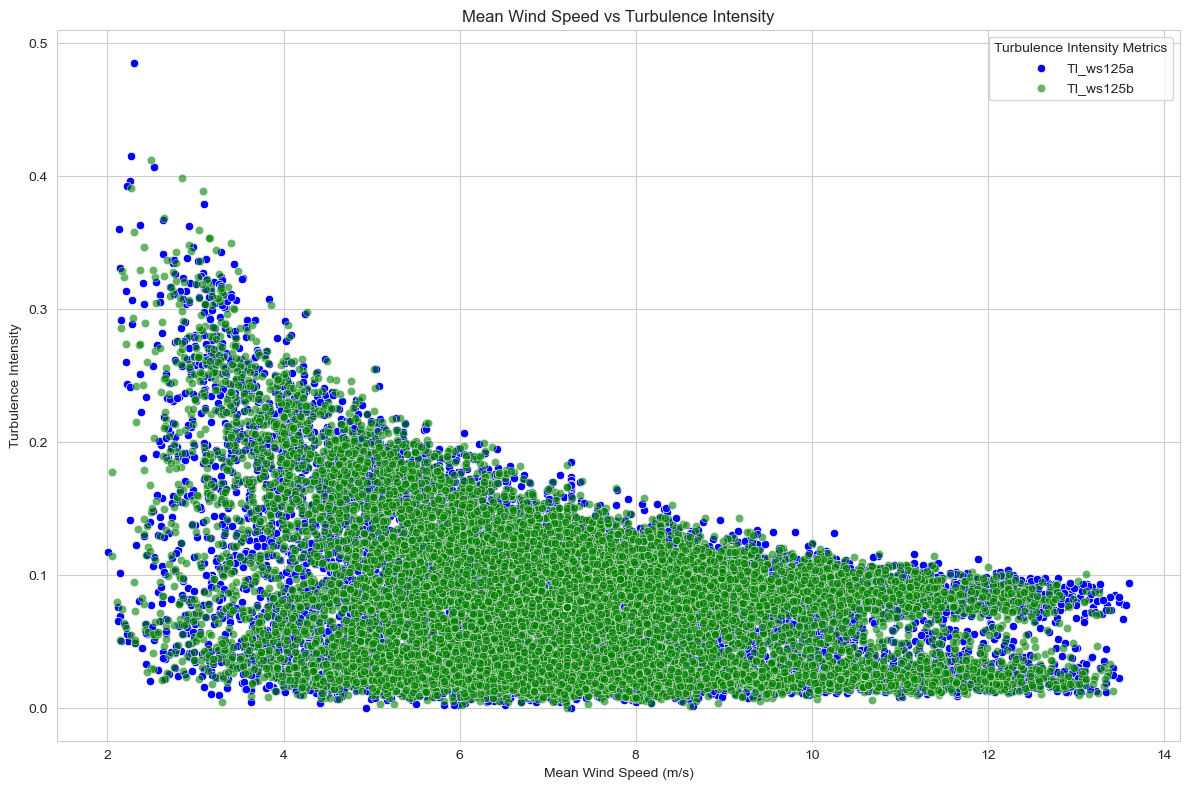 Mean Wind Speed vs Turbulence Intensity
Turbulence Intensity Metrics
TI_ws125a
TI_ws125b
0.5
0.4
0.3
0.2
0.1
0.0
Turbulence Intensity
2 4 6 8 10 12 14
Mean Wind Speed (m/s)